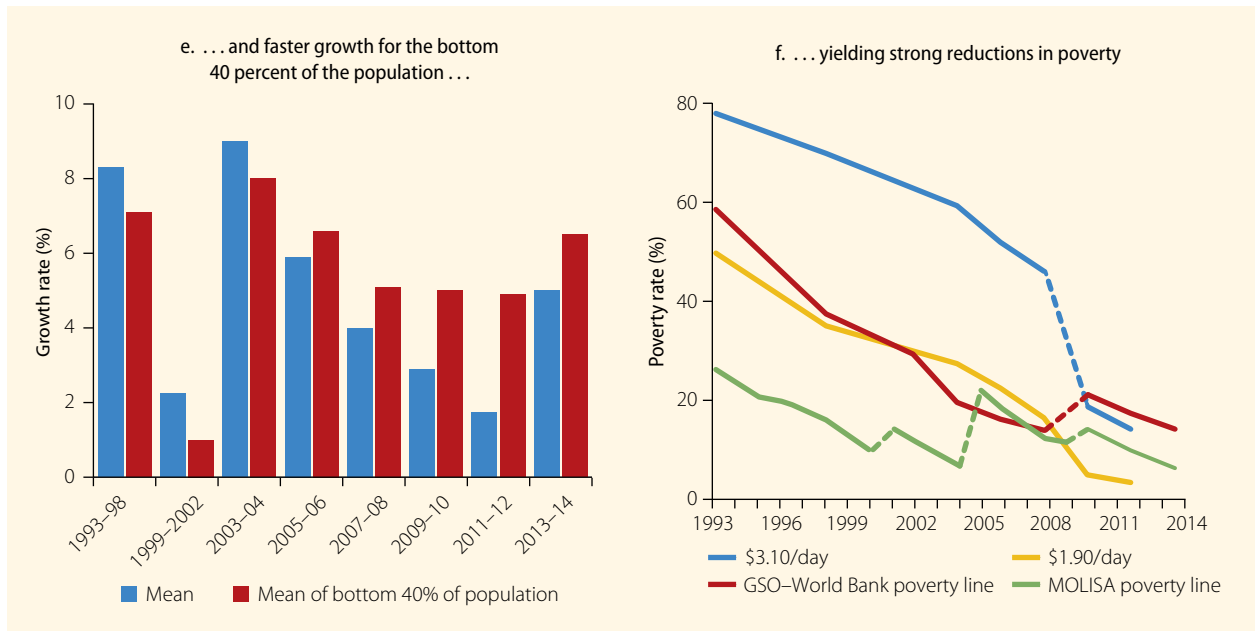 e. . . . and faster growth for the bottom
40 percent of the population . . .
10
8
6
4
2
0
Growth rate (%)
1993–98
1999–2002
2003–04
2005–06
2007–08
2009–10
2011–12
2013–14
Mean
Mean of bottom 40% of population
f. . . . yielding strong reductions in poverty
80
60
40
20
0
Poverty rate (%)
1993 1996 1999 2002 2005 2008 2011 2014
$3.10/day
$1.90/day
GSO–World Bank poverty line
MOLISA poverty line